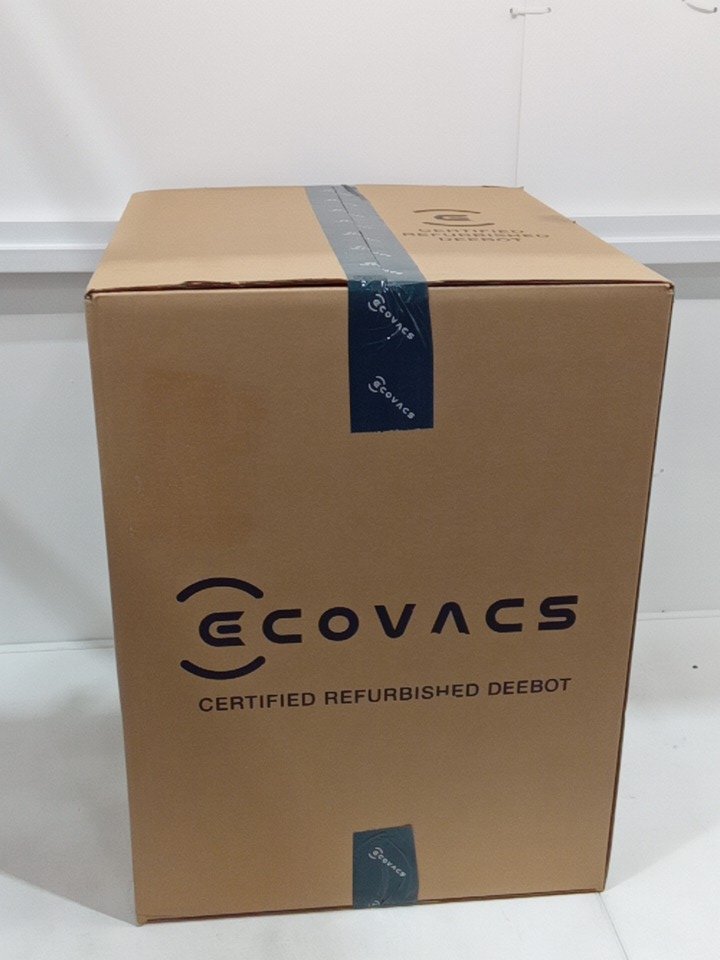 CERTIFIED
REFURBISHED
DEEBOT
ECOVACS
ECOVACS
ECOVACS
CERTIFIED REFURBISHED DEEBOT
ECOVACS